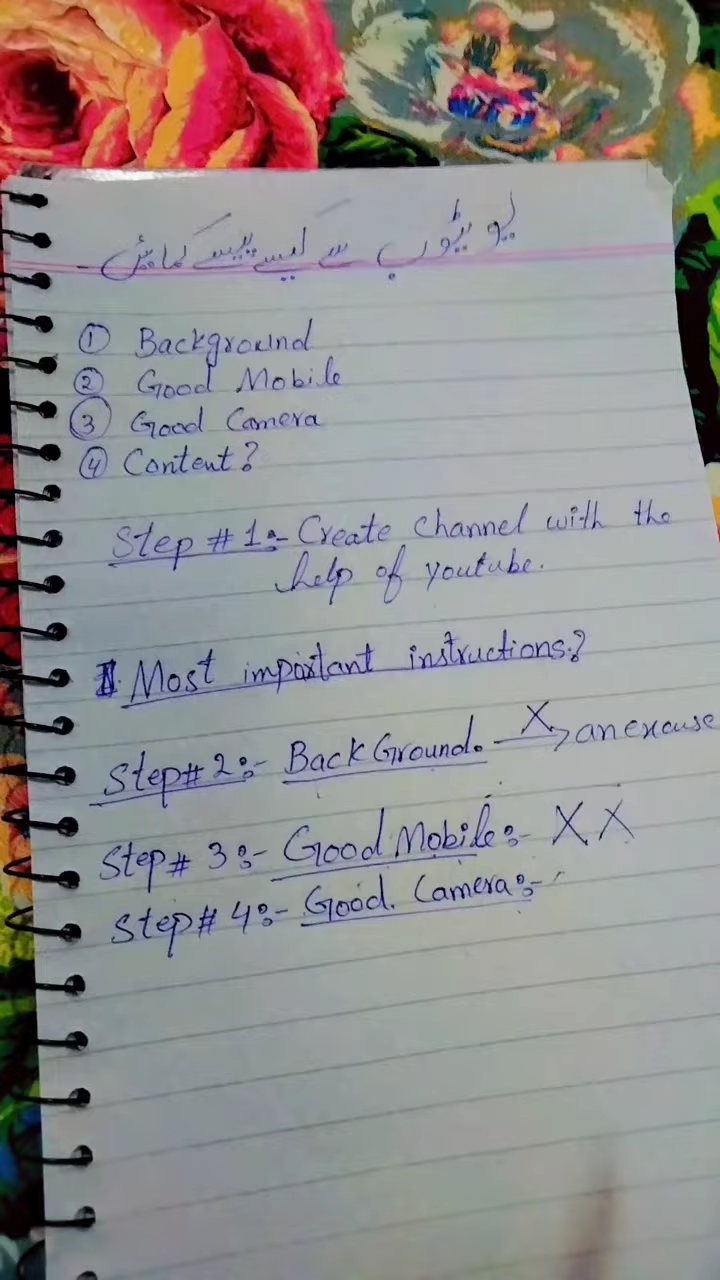 یوٹیوب سے کیسے پیسے کمایئں -
① Background
② Good Mobile
③ Good Camera
④ Content?
Step # 1:- Create channel with the
help of youtube.
Most important instructions:?
Step# 2:- BackGround. X → an excuse
Step# 3:- Good Mobile:- X X
Step# 4:- Good. Camera:-